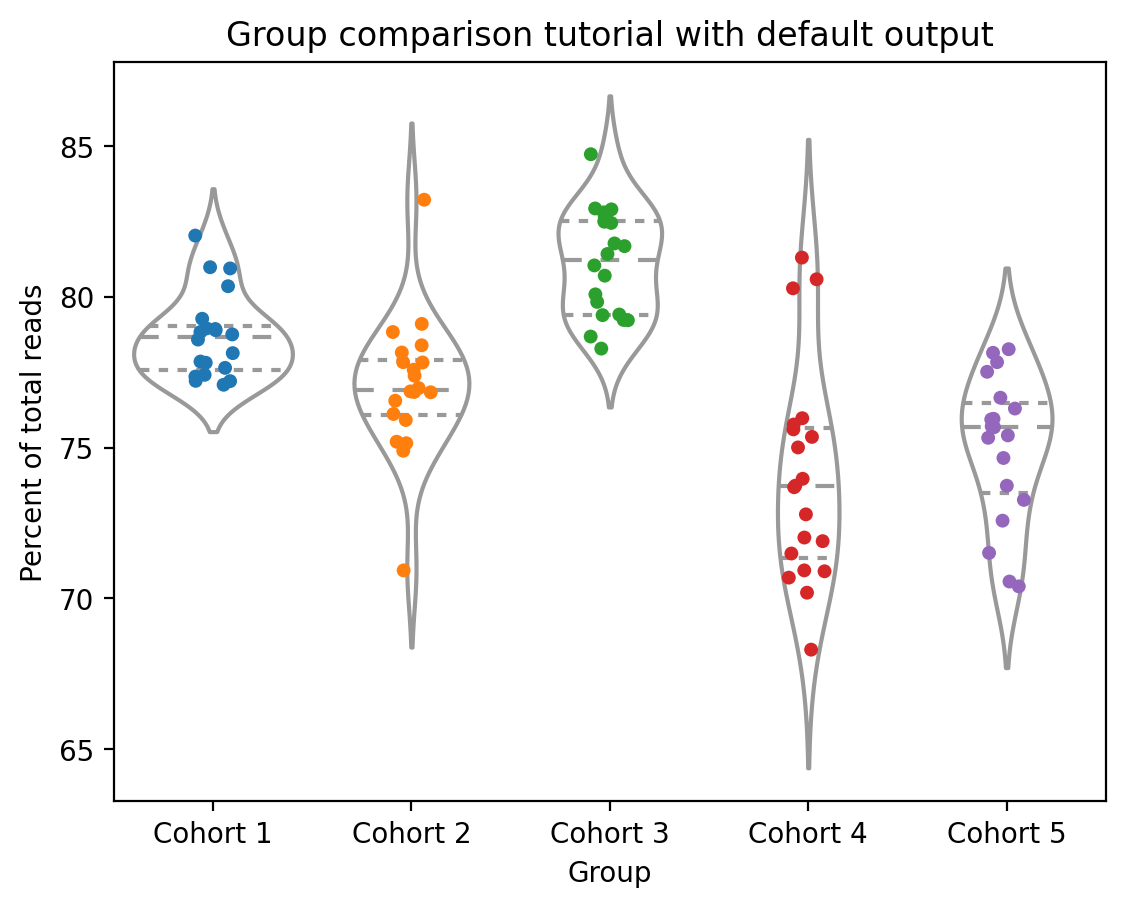 Group comparison tutorial with default output
Percent of total reads
85
80
75
70
65
Cohort 1
Cohort 2
Cohort 3
Cohort 4
Cohort 5
Group